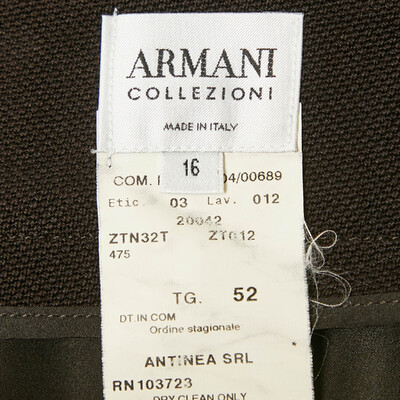 ARMANI
COLLEZIONI
MADE IN ITALY
16
COM. 04/00689
Etic. 03 Lav. 012
20042
ZTN32T ZT612
475
TG. 52
DT.IN.COM
Ordine stagionale
ANTINEA SRL
RN103723
DRY CLEAN ONLY